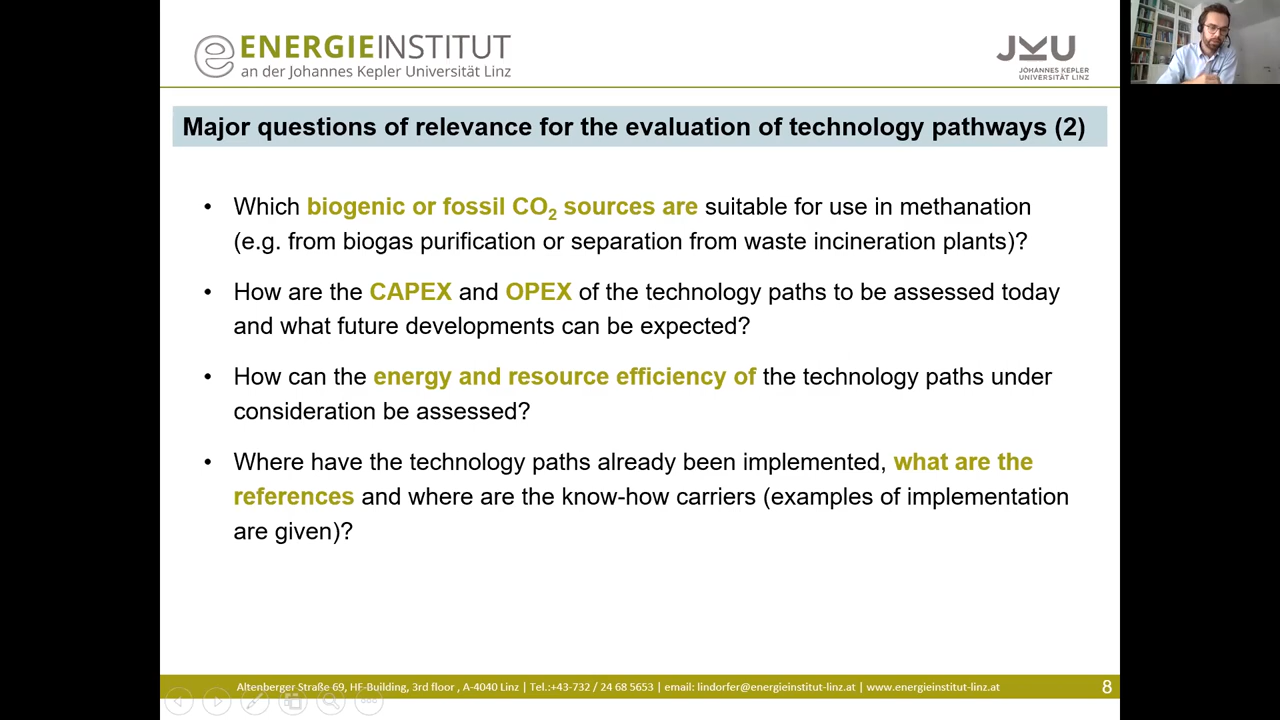 ENERGIEINSTITUT
an der Johannes Kepler Universität Linz
JKU
JOHANNES KEPLER
UNIVERSITÄT LINZ
Major questions of relevance for the evaluation of technology pathways (2)
• Which biogenic or fossil CO₂ sources are suitable for use in methanation
(e.g. from biogas purification or separation from waste incineration plants)?
• How are the CAPEX and OPEX of the technology paths to be assessed today
and what future developments can be expected?
• How can the energy and resource efficiency of the technology paths under
consideration be assessed?
• Where have the technology paths already been implemented, what are the
references and where are the know-how carriers (examples of implementation
are given)?
Altenberger Straße 69, HF-Building, 3rd floor , A-4040 Linz | Tel.:+43-732 / 24 68 5653 | email: lindorfer@energieinstitut-linz.at | www.energieinstitut-linz.at
8